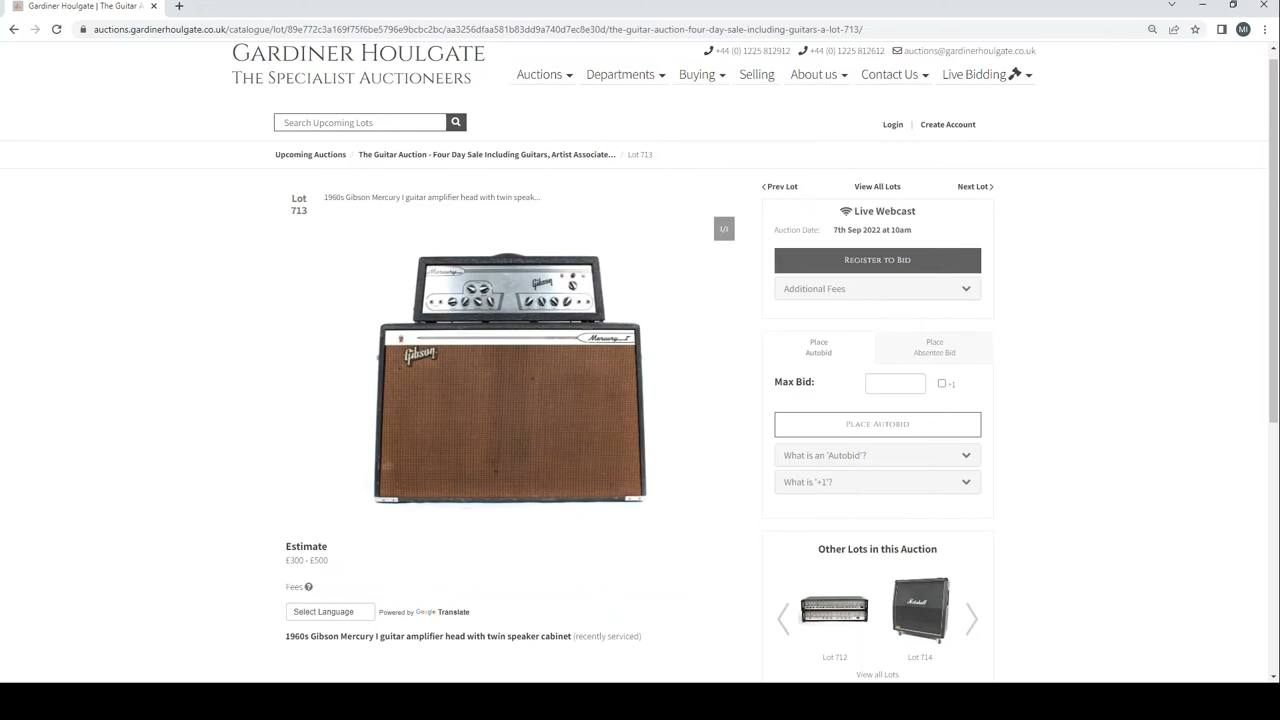 Gardiner Houlgate | The Guitar A
auctions.gardinerhoulgate.co.uk/catalogue/lot/89e772c3a169f75f6be5796e9bcbc2bc/aa3256dfaa581b83dd9a740d7ec8e30d/the-guitar-auction-four-day-sale-including-guitars-a-lot-713/
MI
GARDINER HOULGATE
THE SPECIALIST AUCTIONEERS
+44 (0) 1225 812912 +44 (0) 1225 812612 auctions@gardinerhoulgate.co.uk
Auctions Departments Buying Selling About us Contact Us Live Bidding
Search Upcoming Lots
Login | Create Account
Upcoming Auctions / The Guitar Auction - Four Day Sale Including Guitars, Artist Associate... / Lot 713
Lot
713
1960s Gibson Mercury I guitar amplifier head with twin speak...
1/1
Mercury
Gibson
Mercury I
Gibson
Estimate
£300 - £500
Fees
Select Language
Powered by Google Translate
1960s Gibson Mercury I guitar amplifier head with twin speaker cabinet (recently serviced)
Prev Lot View All Lots Next Lot
Live Webcast
Auction Date: 7th Sep 2022 at 10am
REGISTER TO BID
Additional Fees
Place
Autobid
Place
Absentee Bid
Max Bid:
+1
PLACE AUTOBID
What is an 'Autobid'?
What is '+1'?
Other Lots in this Auction
Marshall
Lot 712 Lot 714
View all Lots